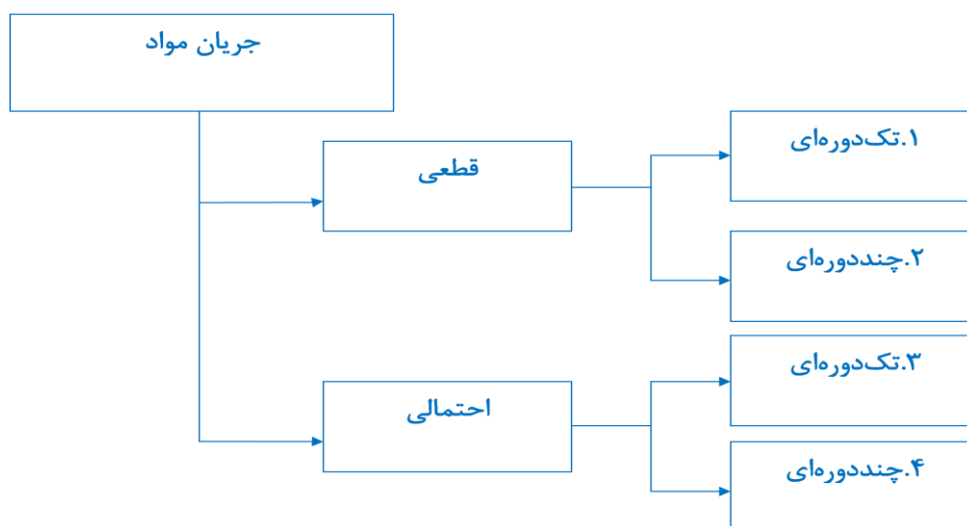 جریان مواد
قطعی
۱.تک‌دوره‌ای
۲.چنددوره‌ای
احتمالی
۳.تک‌دوره‌ای
۴.چنددوره‌ای